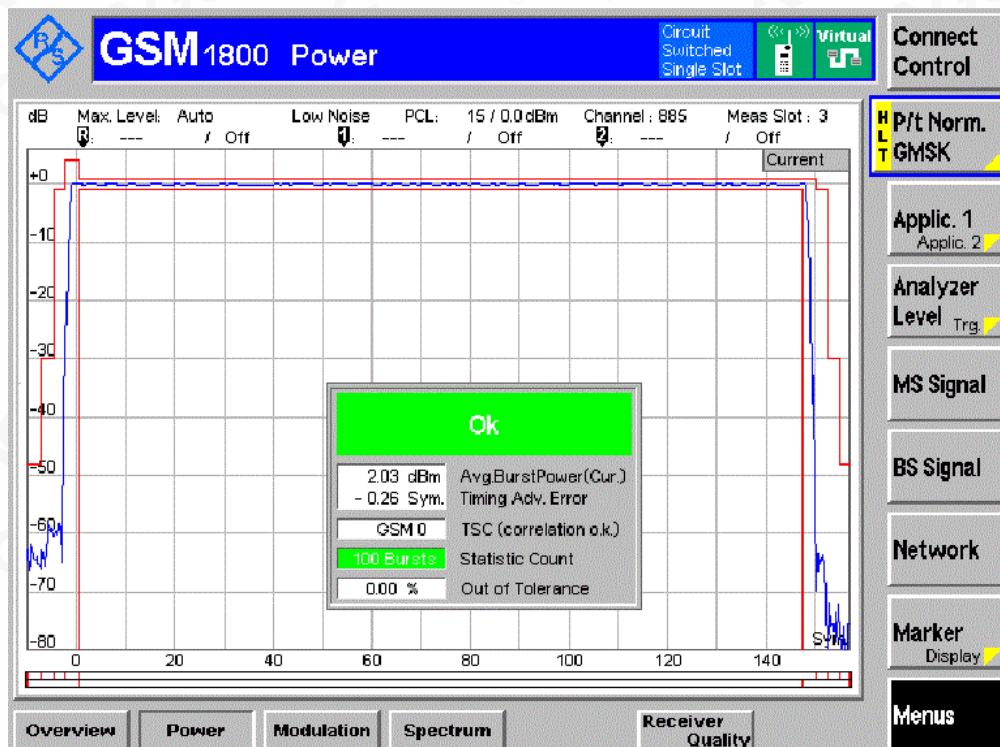 R/S
GSM 1800 Power
Circuit Switched Single Slot
Virtual
Connect Control
dB Max. Level: Auto Low Noise PCL: 15 / 0.0 dBm Channel : 885 Meas Slot : 3
R: --- / Off 1: --- / Off 2: --- / Off
Current
HLT P/t Norm. GMSK
Applic. 1
Applic. 2
Analyzer Level Trg.
MS Signal
BS Signal
Network
Marker
Display
Menus
+0
-10
-20
-30
-40
-50
-60
-70
-80
Ok
2.03 dBm Avg.BurstPower(Cur.)
- 0.26 Sym. Timing Adv. Error
GSM 0 TSC (correlation o.k.)
100 Bursts Statistic Count
0.00 % Out of Tolerance
Sym.
0 20 40 60 80 100 120 140
Overview Power Modulation Spectrum Receiver Quality